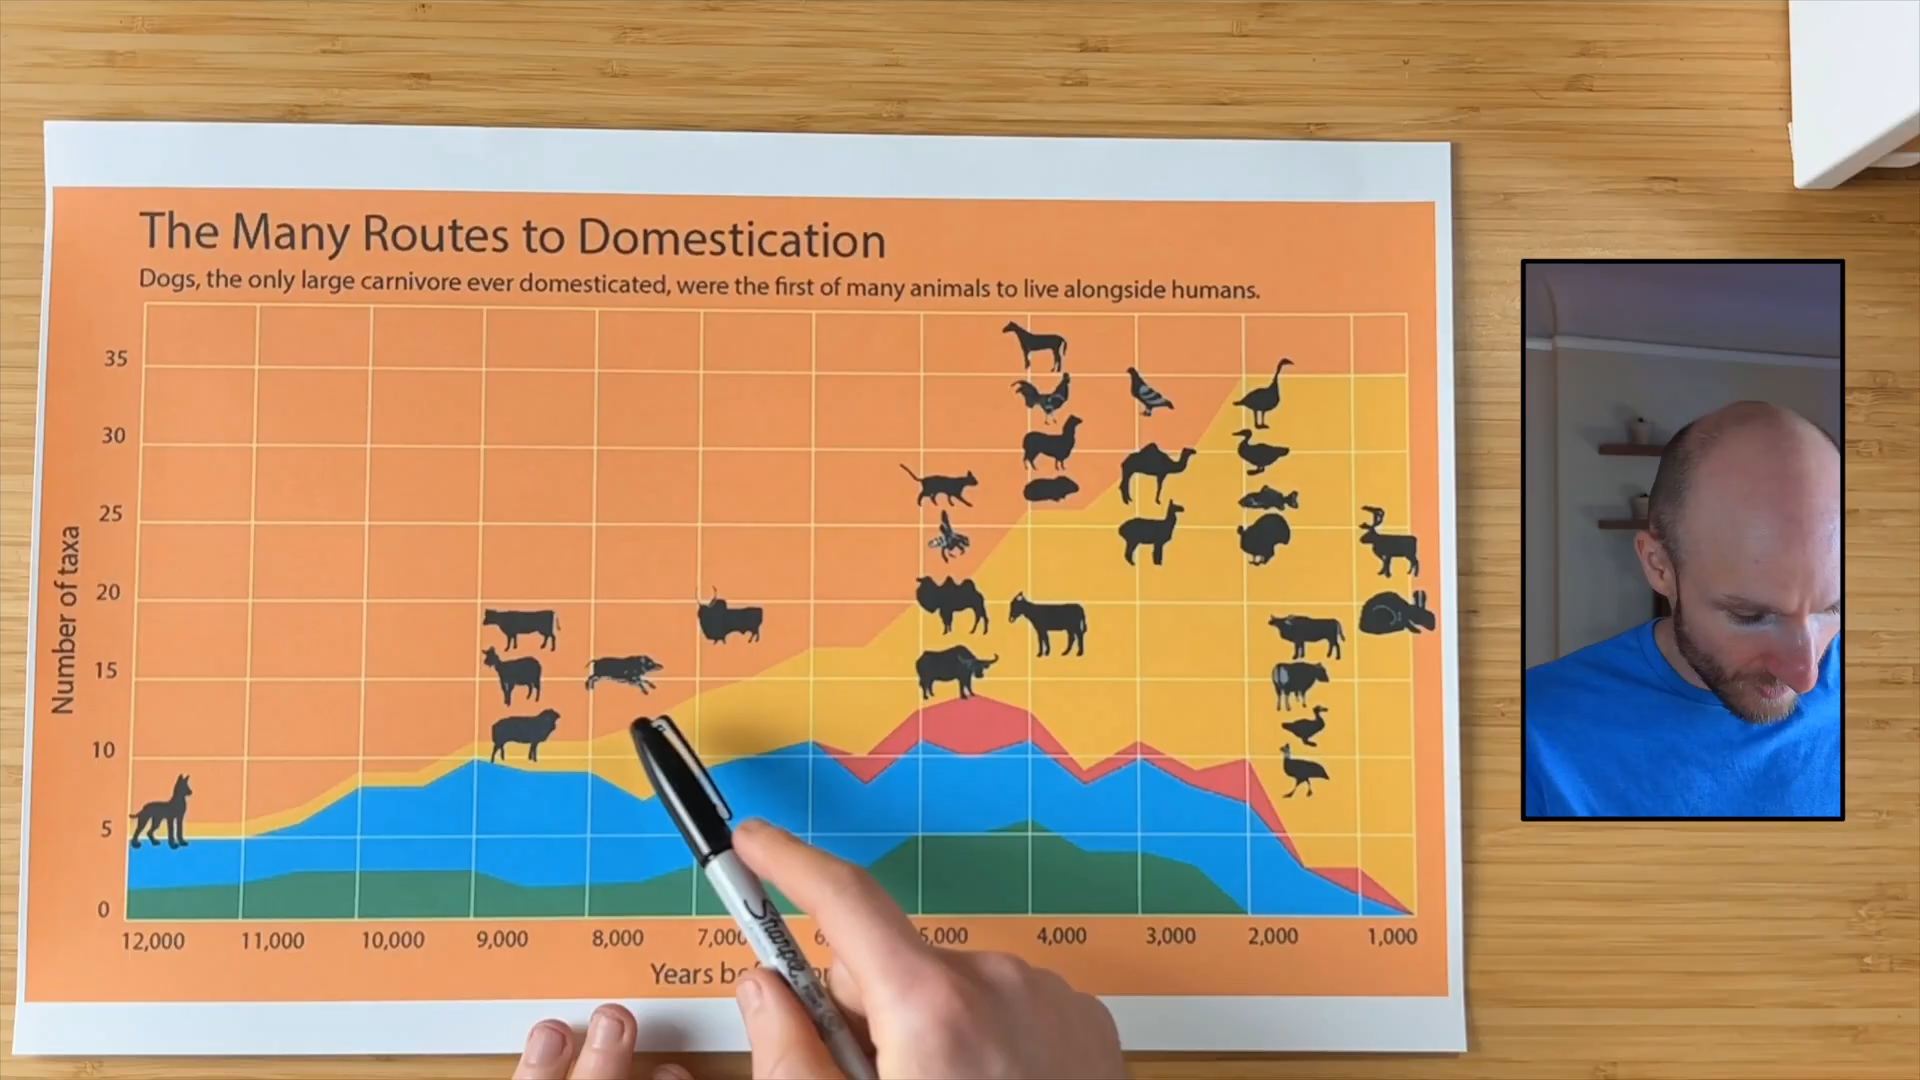 The Many Routes to Domestication
Dogs, the only large carnivore ever domesticated, were the first of many animals to live alongside humans.
Number of taxa
35
30
25
20
15
10
5
0
12,000 11,000 10,000 9,000 8,000 7,000 5,000 4,000 3,000 2,000 1,000
Years
Sharpie